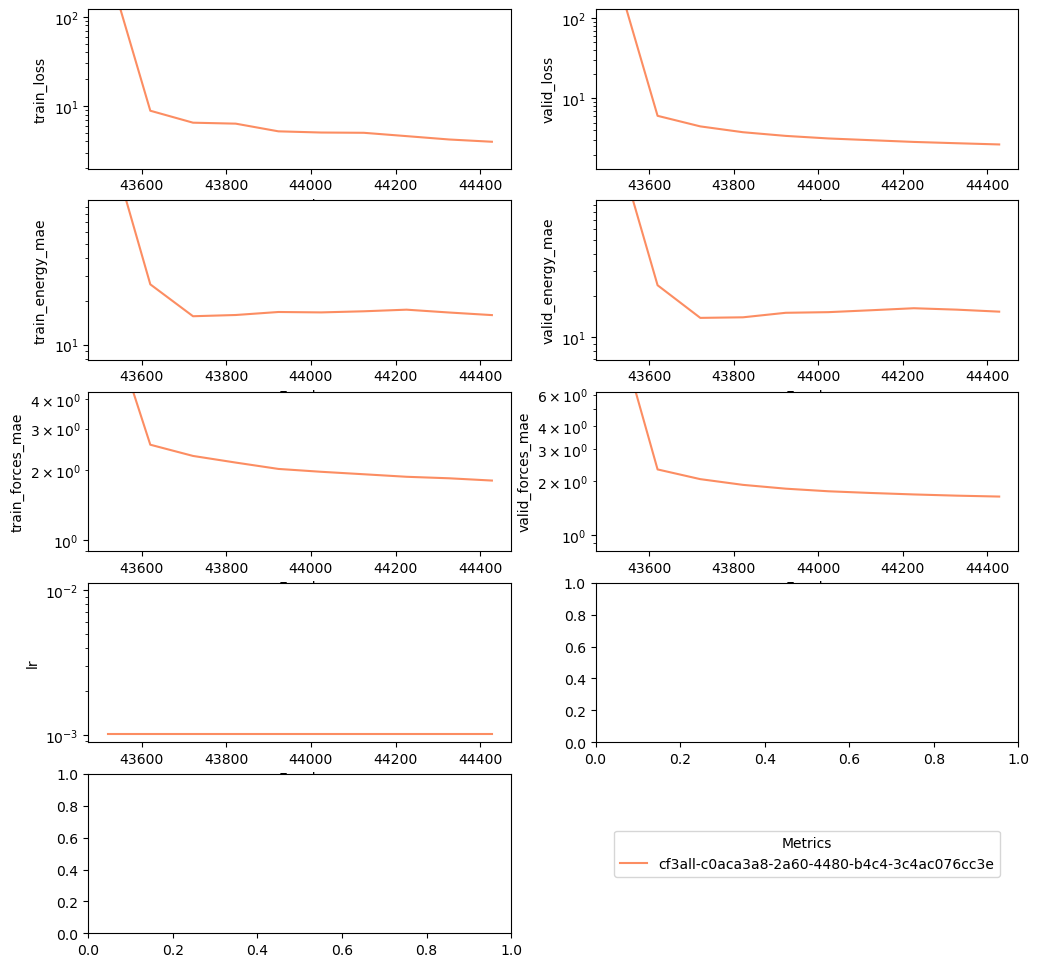 train_loss
10²
10¹
43600 43800 44000 44200 44400
valid_loss
10²
10¹
43600 43800 44000 44200 44400
train_energy_mae
10¹
43600 43800 44000 44200 44400
valid_energy_mae
10¹
43600 43800 44000 44200 44400
train_forces_mae
4 × 10⁰
3 × 10⁰
2 × 10⁰
10⁰
43600 43800 44000 44200 44400
valid_forces_mae
6 × 10⁰
4 × 10⁰
3 × 10⁰
2 × 10⁰
10⁰
43600 43800 44000 44200 44400
lr
10⁻²
10⁻³
43600 43800 44000 44200 44400
1.0
0.8
0.6
0.4
0.2
0.0
0.0 0.2 0.4 0.6 0.8 1.0
1.0
0.8
0.6
0.4
0.2
0.0
0.0 0.2 0.4 0.6 0.8 1.0
Metrics
cf3all-c0aca3a8-2a60-4480-b4c4-3c4ac076cc3e